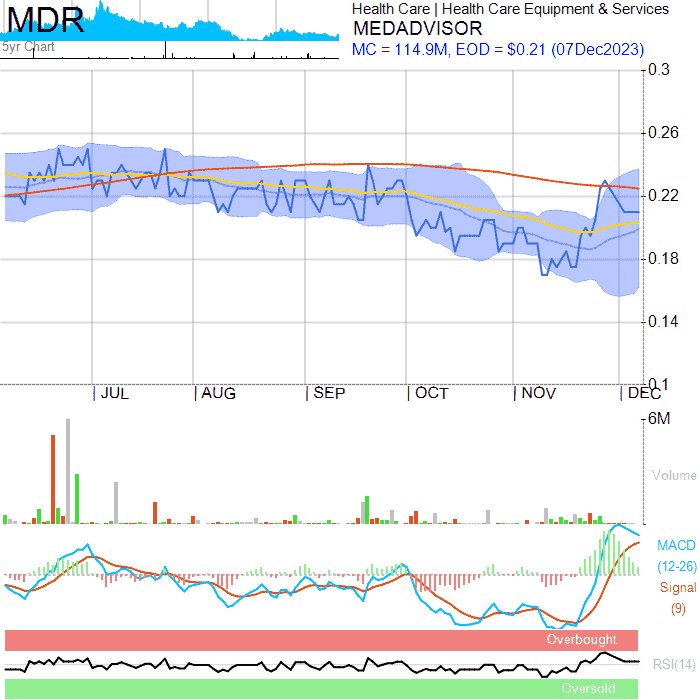 MDR
Health Care | Health Care Equipment & Services
MEDADVISOR
MC = 114.9M, EOD = $0.21 (07Dec2023)
5yr Chart
0.3
0.26
0.22
0.18
0.14
0.1
JUL AUG SEP OCT NOV DEC
6M
Volume
MACD
(12-26)
Signal
(9)
Overbought
RSI(14)
Oversold